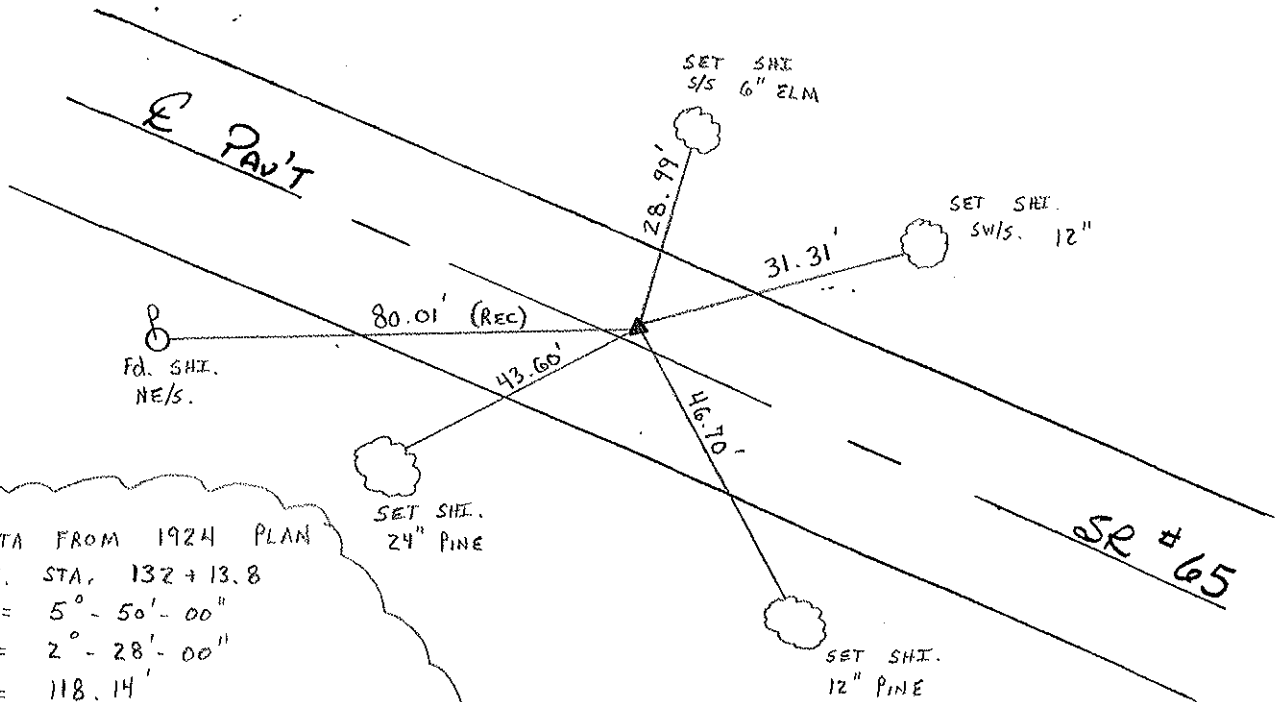 SET SHI
S/S 6" ELM
℄ PAV'T
28.99'
SET SHI.
SW/S. 12"
31.31'
80.01' (REC)
Fd. SHI.
NE/S.
43.60'
46.70'
SET SHI.
24" PINE
SR #65
SET SHI.
12" PINE
TA FROM 1924 PLAN
. STA. 132 + 13.8
= 5° - 50' - 00"
= 2° - 28' - 00"
= 118.14'